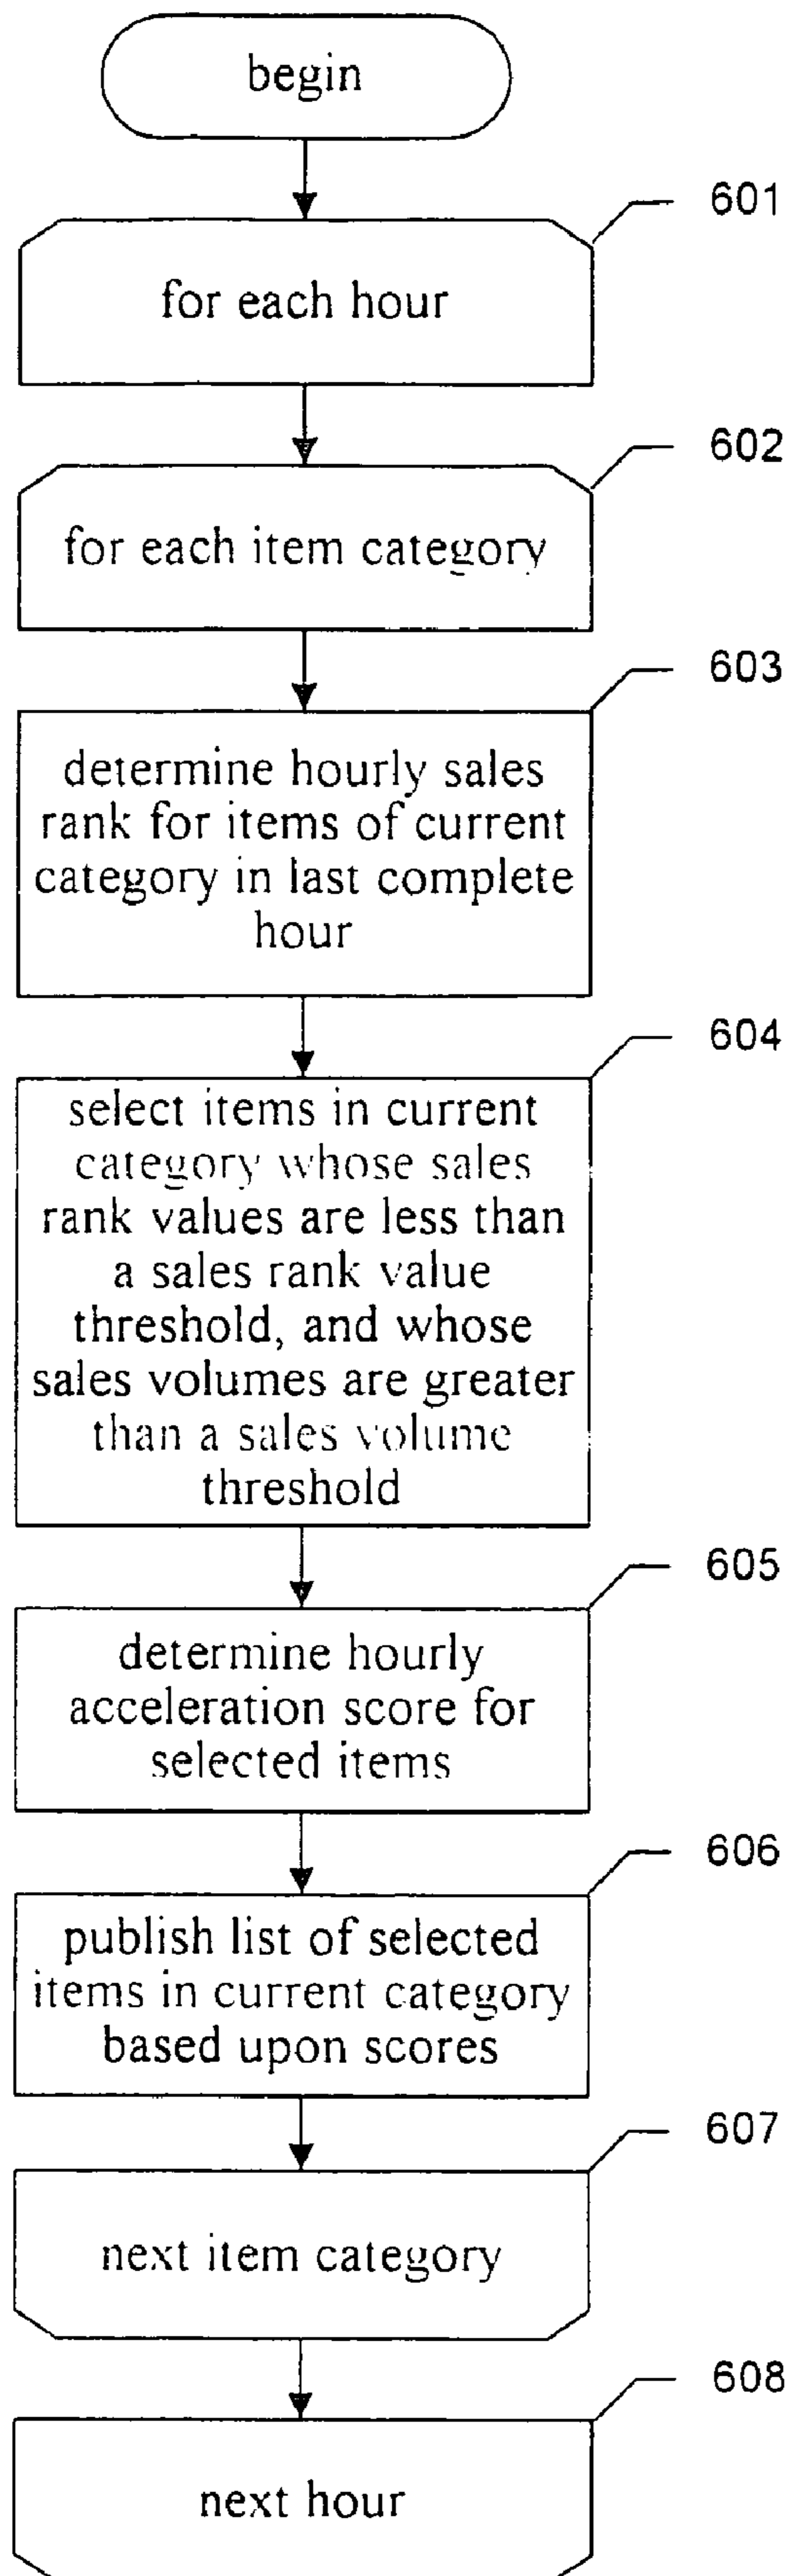 begin
601
for each hour
602
for each item category
603
determine hourly sales
rank for items of current
category in last complete
hour
604
select items in current
category whose sales
rank values are less than
a sales rank value
threshold, and whose
sales volumes are greater
than a sales volume
threshold
605
determine hourly
acceleration score for
selected items
606
publish list of selected
items in current category
based upon scores
607
next item category
608
next hour